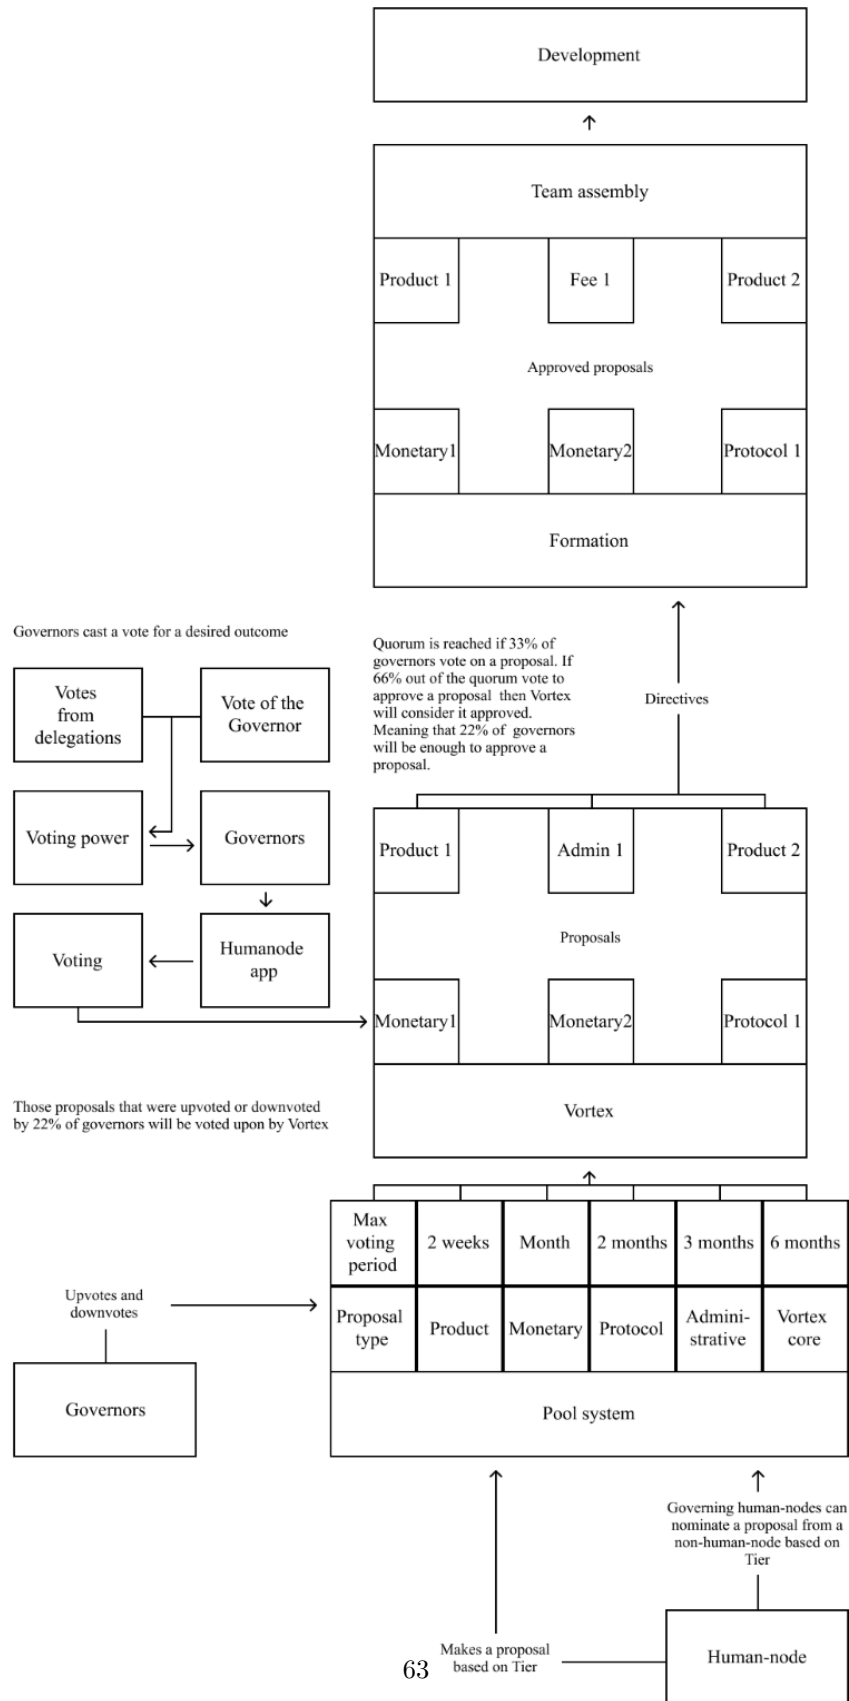 Development
Team assembly
Product 1
Fee 1
Product 2
Approved proposals
Monetary1
Monetary2
Protocol 1
Formation
Governors cast a vote for a desired outcome
Votes
from
delegations
Vote of the
Governor
Quorum is reached if 33% of
governors vote on a proposal. If
66% out of the quorum vote to
approve a proposal then Vortex
will consider it approved.
Meaning that 22% of governors
will be enough to approve a
proposal.
Directives
Voting power
Governors
Voting
Humanode
app
Product 1
Admin 1
Product 2
Proposals
Monetary1
Monetary2
Protocol 1
Vortex
Those proposals that were upvoted or downvoted
by 22% of governors will be voted upon by Vortex
Max
voting
period
2 weeks
Month
2 months
3 months
6 months
Proposal
type
Product
Monetary
Protocol
Admini-
strative
Vortex
core
Pool system
Upvotes and
downvotes
Governors
Governing human-nodes can
nominate a proposal from a
non-human-node based on
Tier
Makes a proposal
based on Tier
Human-node
63